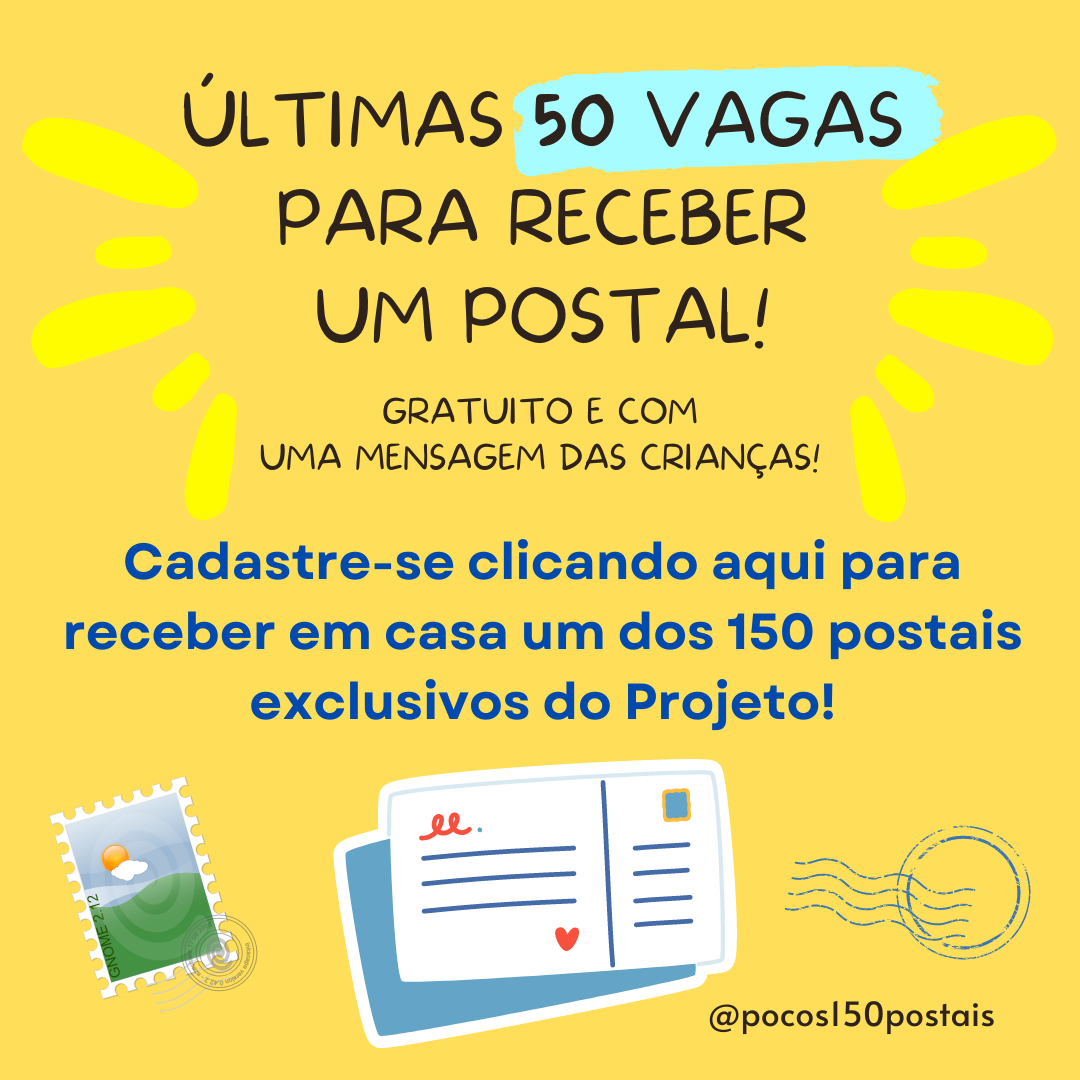 ÚLTIMAS 50 VAGAS
PARA RECEBER
UM POSTAL!
GRATUITO E COM
UMA MENSAGEM DAS CRIANÇAS!
Cadastre-se clicando aqui para
receber em casa um dos 150 postais
exclusivos do Projeto!
GNOME 2.12
@pocos150postais